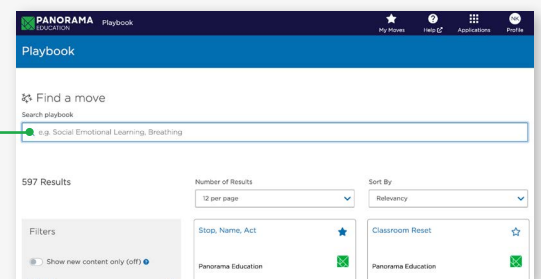 PANORAMA EDUCATION Playbook
My Moves Help Applications NK Profile
Playbook
Find a move
Search playbook
e.g. Social Emotional Learning, Breathing
597 Results
Number of Results
Sort By
12 per page
Relevancy
Filters
Stop, Name, Act
Classroom Reset
Show new content only (off)
Panorama Education
Panorama Education